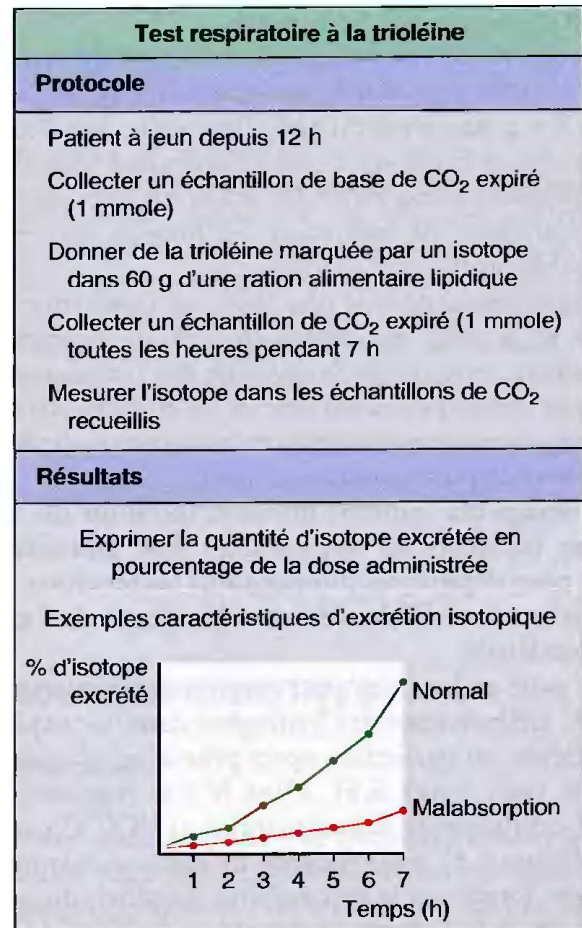 Test respiratoire à la trioléine
Protocole
Patient à jeun depuis 12 h
Collecter un échantillon de base de CO₂ expiré
(1 mmole)
Donner de la trioléine marquée par un isotope
dans 60 g d'une ration alimentaire lipidique
Collecter un échantillon de CO₂ expiré (1 mmole)
toutes les heures pendant 7 h
Mesurer l'isotope dans les échantillons de CO₂
recueillis
Résultats
Exprimer la quantité d'isotope excrétée en
pourcentage de la dose administrée
Exemples caractéristiques d'excrétion isotopique
% d'isotope
excrété
Normal
Malabsorption
1 2 3 4 5 6 7
Temps (h)